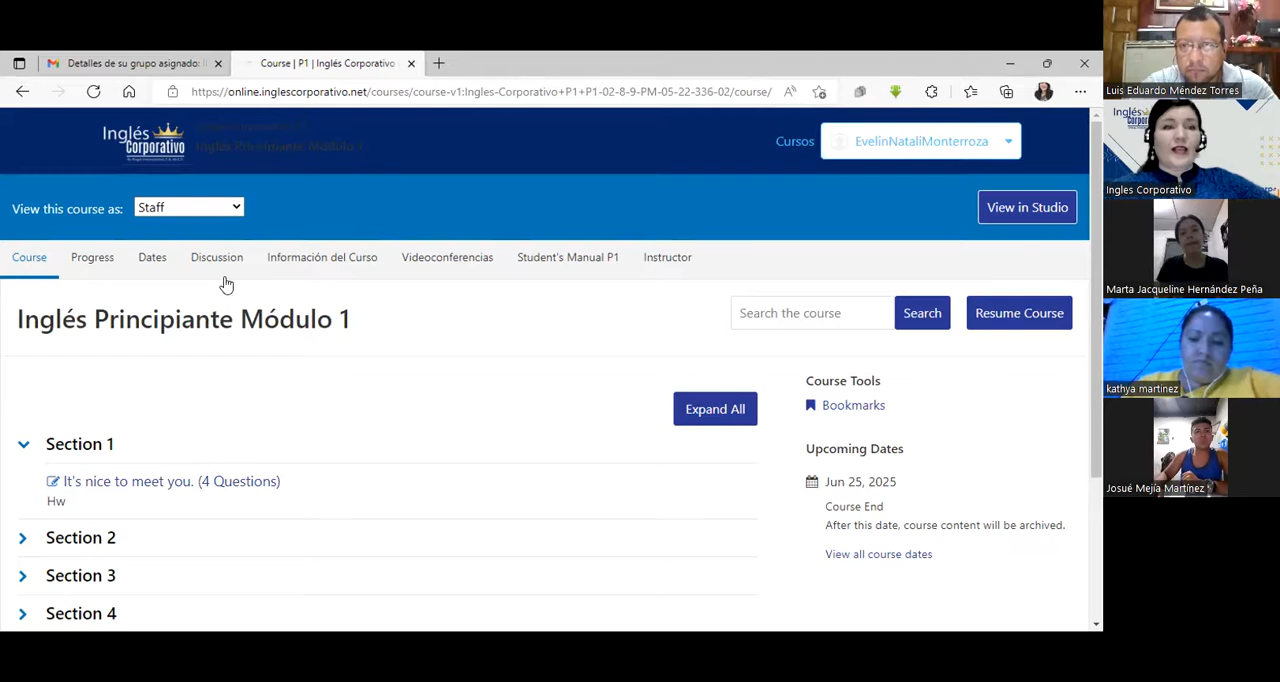 Detalles de su grupo asignado: I
Course | P1 | Inglés Corporativo
https://online.inglescorporativo.net/courses/course-v1:Ingles-Corporativo+P1+P1-02-8-9-PM-05-22-336-02/course/
Inglés
Corporativo
Inglés Principiante Módulo 1
Cursos
EvelinNataliMonterroza
View this course as:
Staff
View in Studio
Course
Progress
Dates
Discussion
Información del Curso
Videoconferencias
Student's Manual P1
Instructor
Inglés Principiante Módulo 1
Search the course
Search
Resume Course
Expand All
Section 1
It's nice to meet you. (4 Questions)
Hw
Section 2
Section 3
Section 4
Course Tools
Bookmarks
Upcoming Dates
Jun 25, 2025
Course End
After this date, course content will be archived.
View all course dates
Luis Eduardo Méndez Torres
Ingles Corporativo
Marta Jacqueline Hernández Peña
kathya martinez
Josué Mejía Martínez